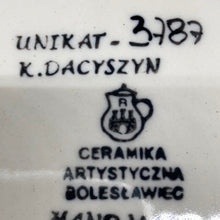 UNIKAT - 3787
K. DACYSZYN
R
CERAMIKA
ARTYSTYCZNA
BOLESŁAWIEC